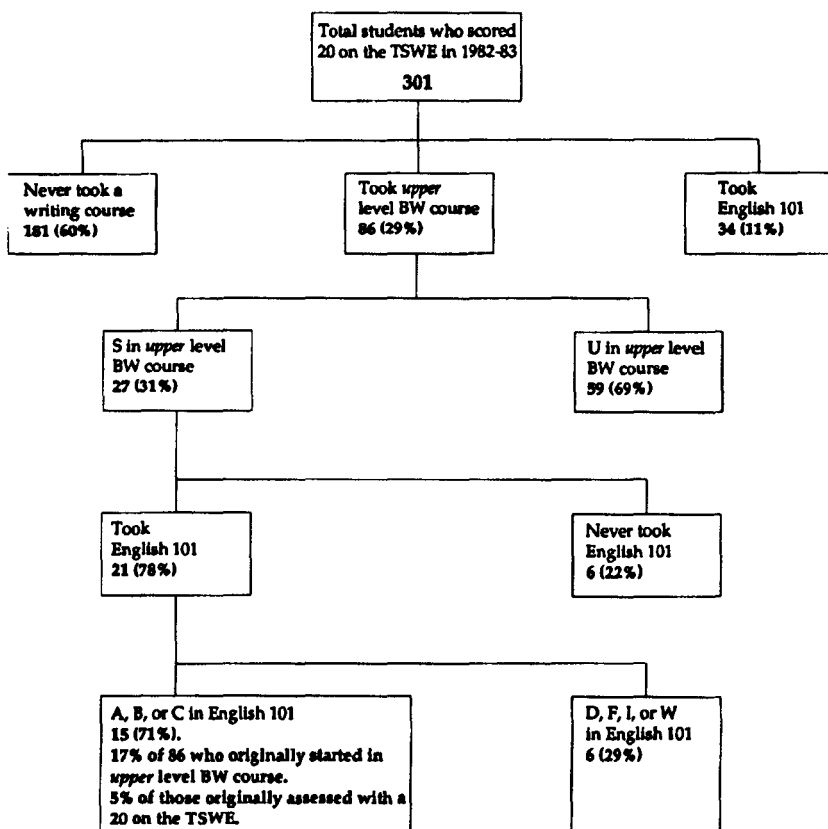 Total students who scored
20 on the TSWE in 1982-83
301
Never took a
writing course
181 (60%)
Took upper
level BW course
86 (29%)
Took
English 101
34 (11%)
S in upper level
BW course
27 (31%)
U in upper level
BW course
59 (69%)
Took
English 101
21 (78%)
Never took
English 101
6 (22%)
A, B, or C in English 101
15 (71%).
17% of 86 who originally started in
upper level BW course.
5% of those originally assessed with a
20 on the TSWE.
D, F, I, or W
in English 101
6 (29%)